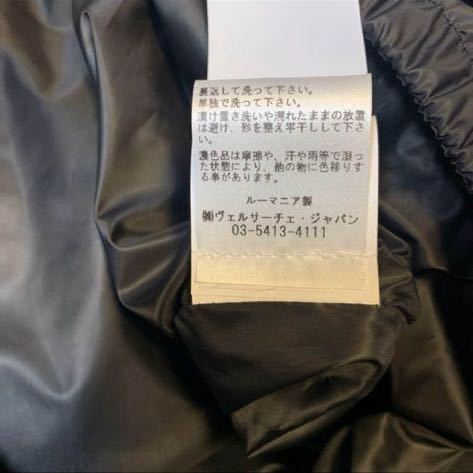 裏返して洗って下さい。
単独で洗って下さい。
漬け置き洗いや濡れたままの放置
は避け、形を整え平干しして下さい。
濃色品は摩擦や、汗や雨等で湿っ
た状態により、他の物に色移りす
る事があります。
ルーマニア製
㈱ヴェルサーチェ・ジャパン
03-5413-4111